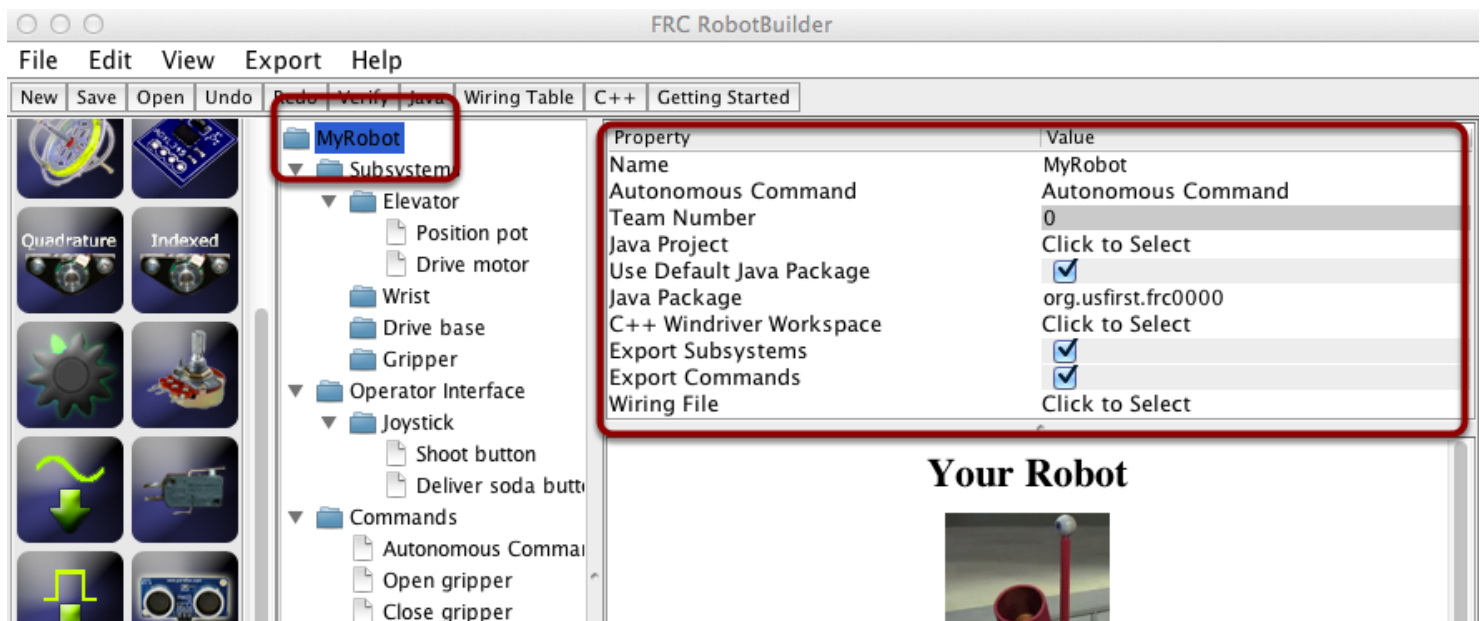 FRC RobotBuilder
File Edit View Export Help
New Save Open Undo Redo Verify Java Wiring Table C++ Getting Started
MyRobot
Subsystems
Elevator
Position pot
Drive motor
Wrist
Drive base
Gripper
Operator Interface
Joystick
Shoot button
Deliver soda butt
Commands
Autonomous Comma
Open gripper
Close gripper
Quadrature
Indexed
Property Value
Name MyRobot
Autonomous Command Autonomous Command
Team Number 0
Java Project Click to Select
Use Default Java Package
Java Package org.usfirst.frc0000
C++ Windriver Workspace Click to Select
Export Subsystems
Export Commands
Wiring File Click to Select
Your Robot